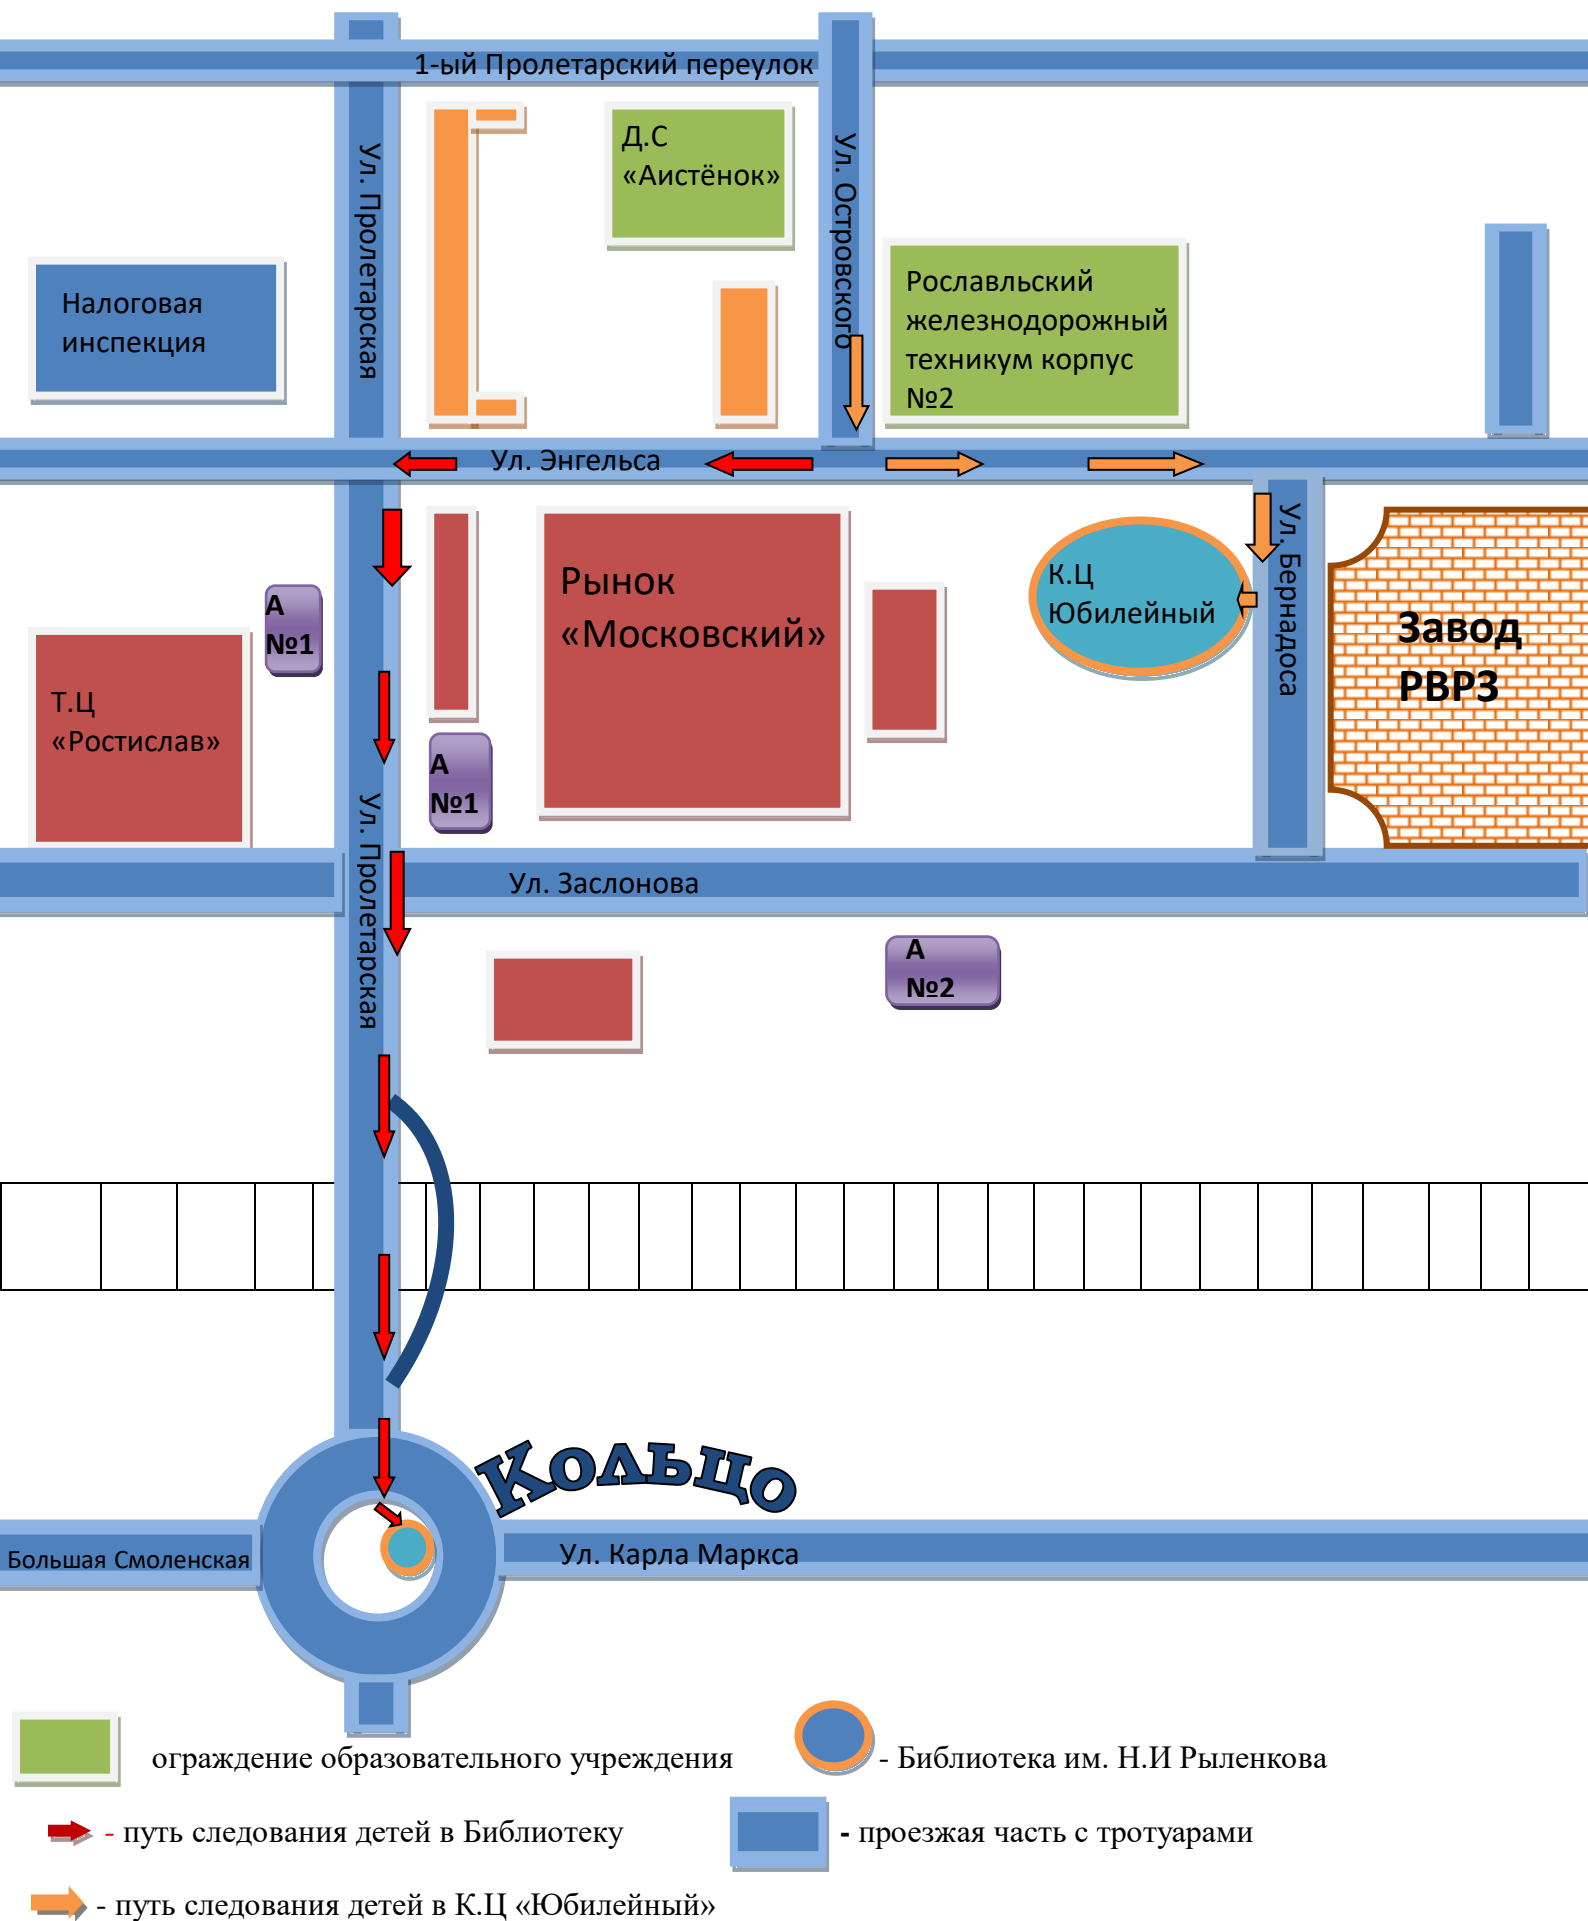 1-ый Пролетарский переулок
Ул. Пролетарская
Д.С
«Аистёнок»
Ул. Островского
Налоговая
инспекция
Рославльский
железнодорожный
техникум корпус
№2
Ул. Энгельса
Рынок
«Московский»
К.Ц
Юбилейный
Ул. Бернадоса
Завод
РВРЗ
А
№1
Т.Ц
«Ростислав»
А
№1
Ул. Пролетарская
Ул. Заслонова
А
№2
Кольцо
Большая Смоленская
Ул. Карла Маркса
ограждение образовательного учреждения
- Библиотека им. Н.И Рыленкова
- путь следования детей в Библиотеку
- проезжая часть с тротуарами
- путь следования детей в К.Ц «Юбилейный»